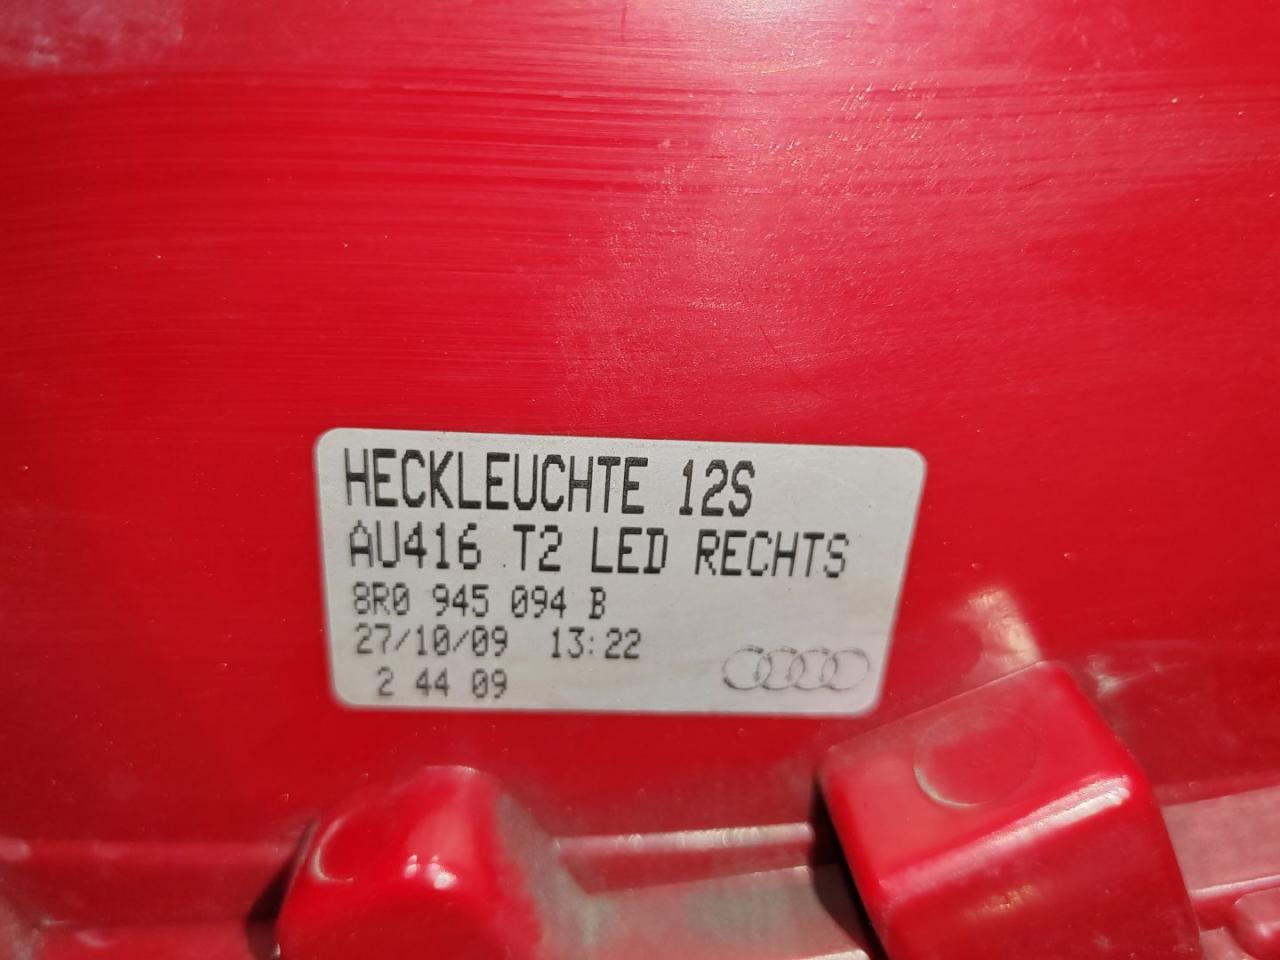 HECKLEUCHTE 12S
AU416 T2 LED RECHTS
8R0 945 094 B
27/10/09 13:22
2 44 09